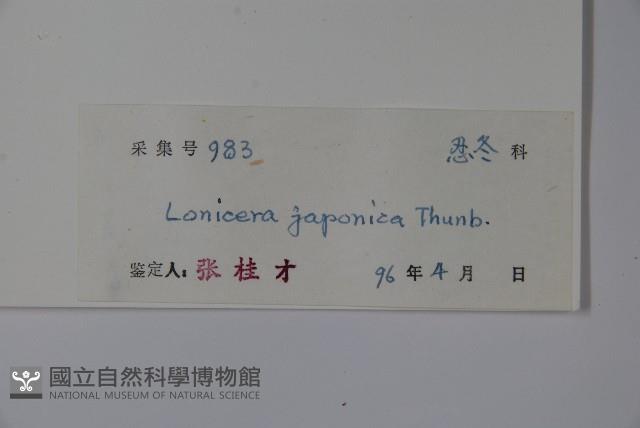 采集号 983 忍冬 科
Lonicera japonica Thunb.
鉴定人: 张桂才 96 年 4 月 日
國立自然科學博物館
NATIONAL MUSEUM OF NATURAL SCIENCE